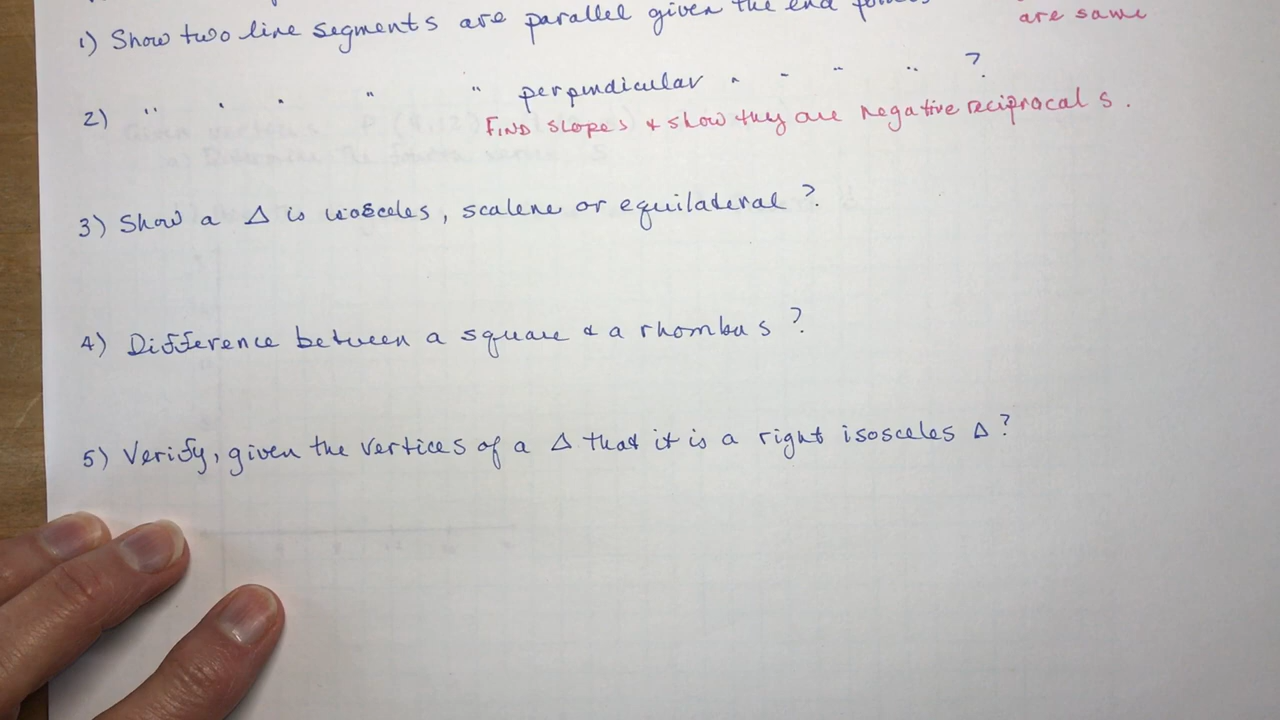 1) Show two line segments are parallel given the end
are same
2) " " " " " perpendicular " " " " ?
FIND slopes & show they are negative reciprocals.
3) Show a Δ is isosceles, scalene or equilateral?
4) Difference between a square & a rhombus?
5) Verify, given the vertices of a Δ that it is a right isosceles Δ?